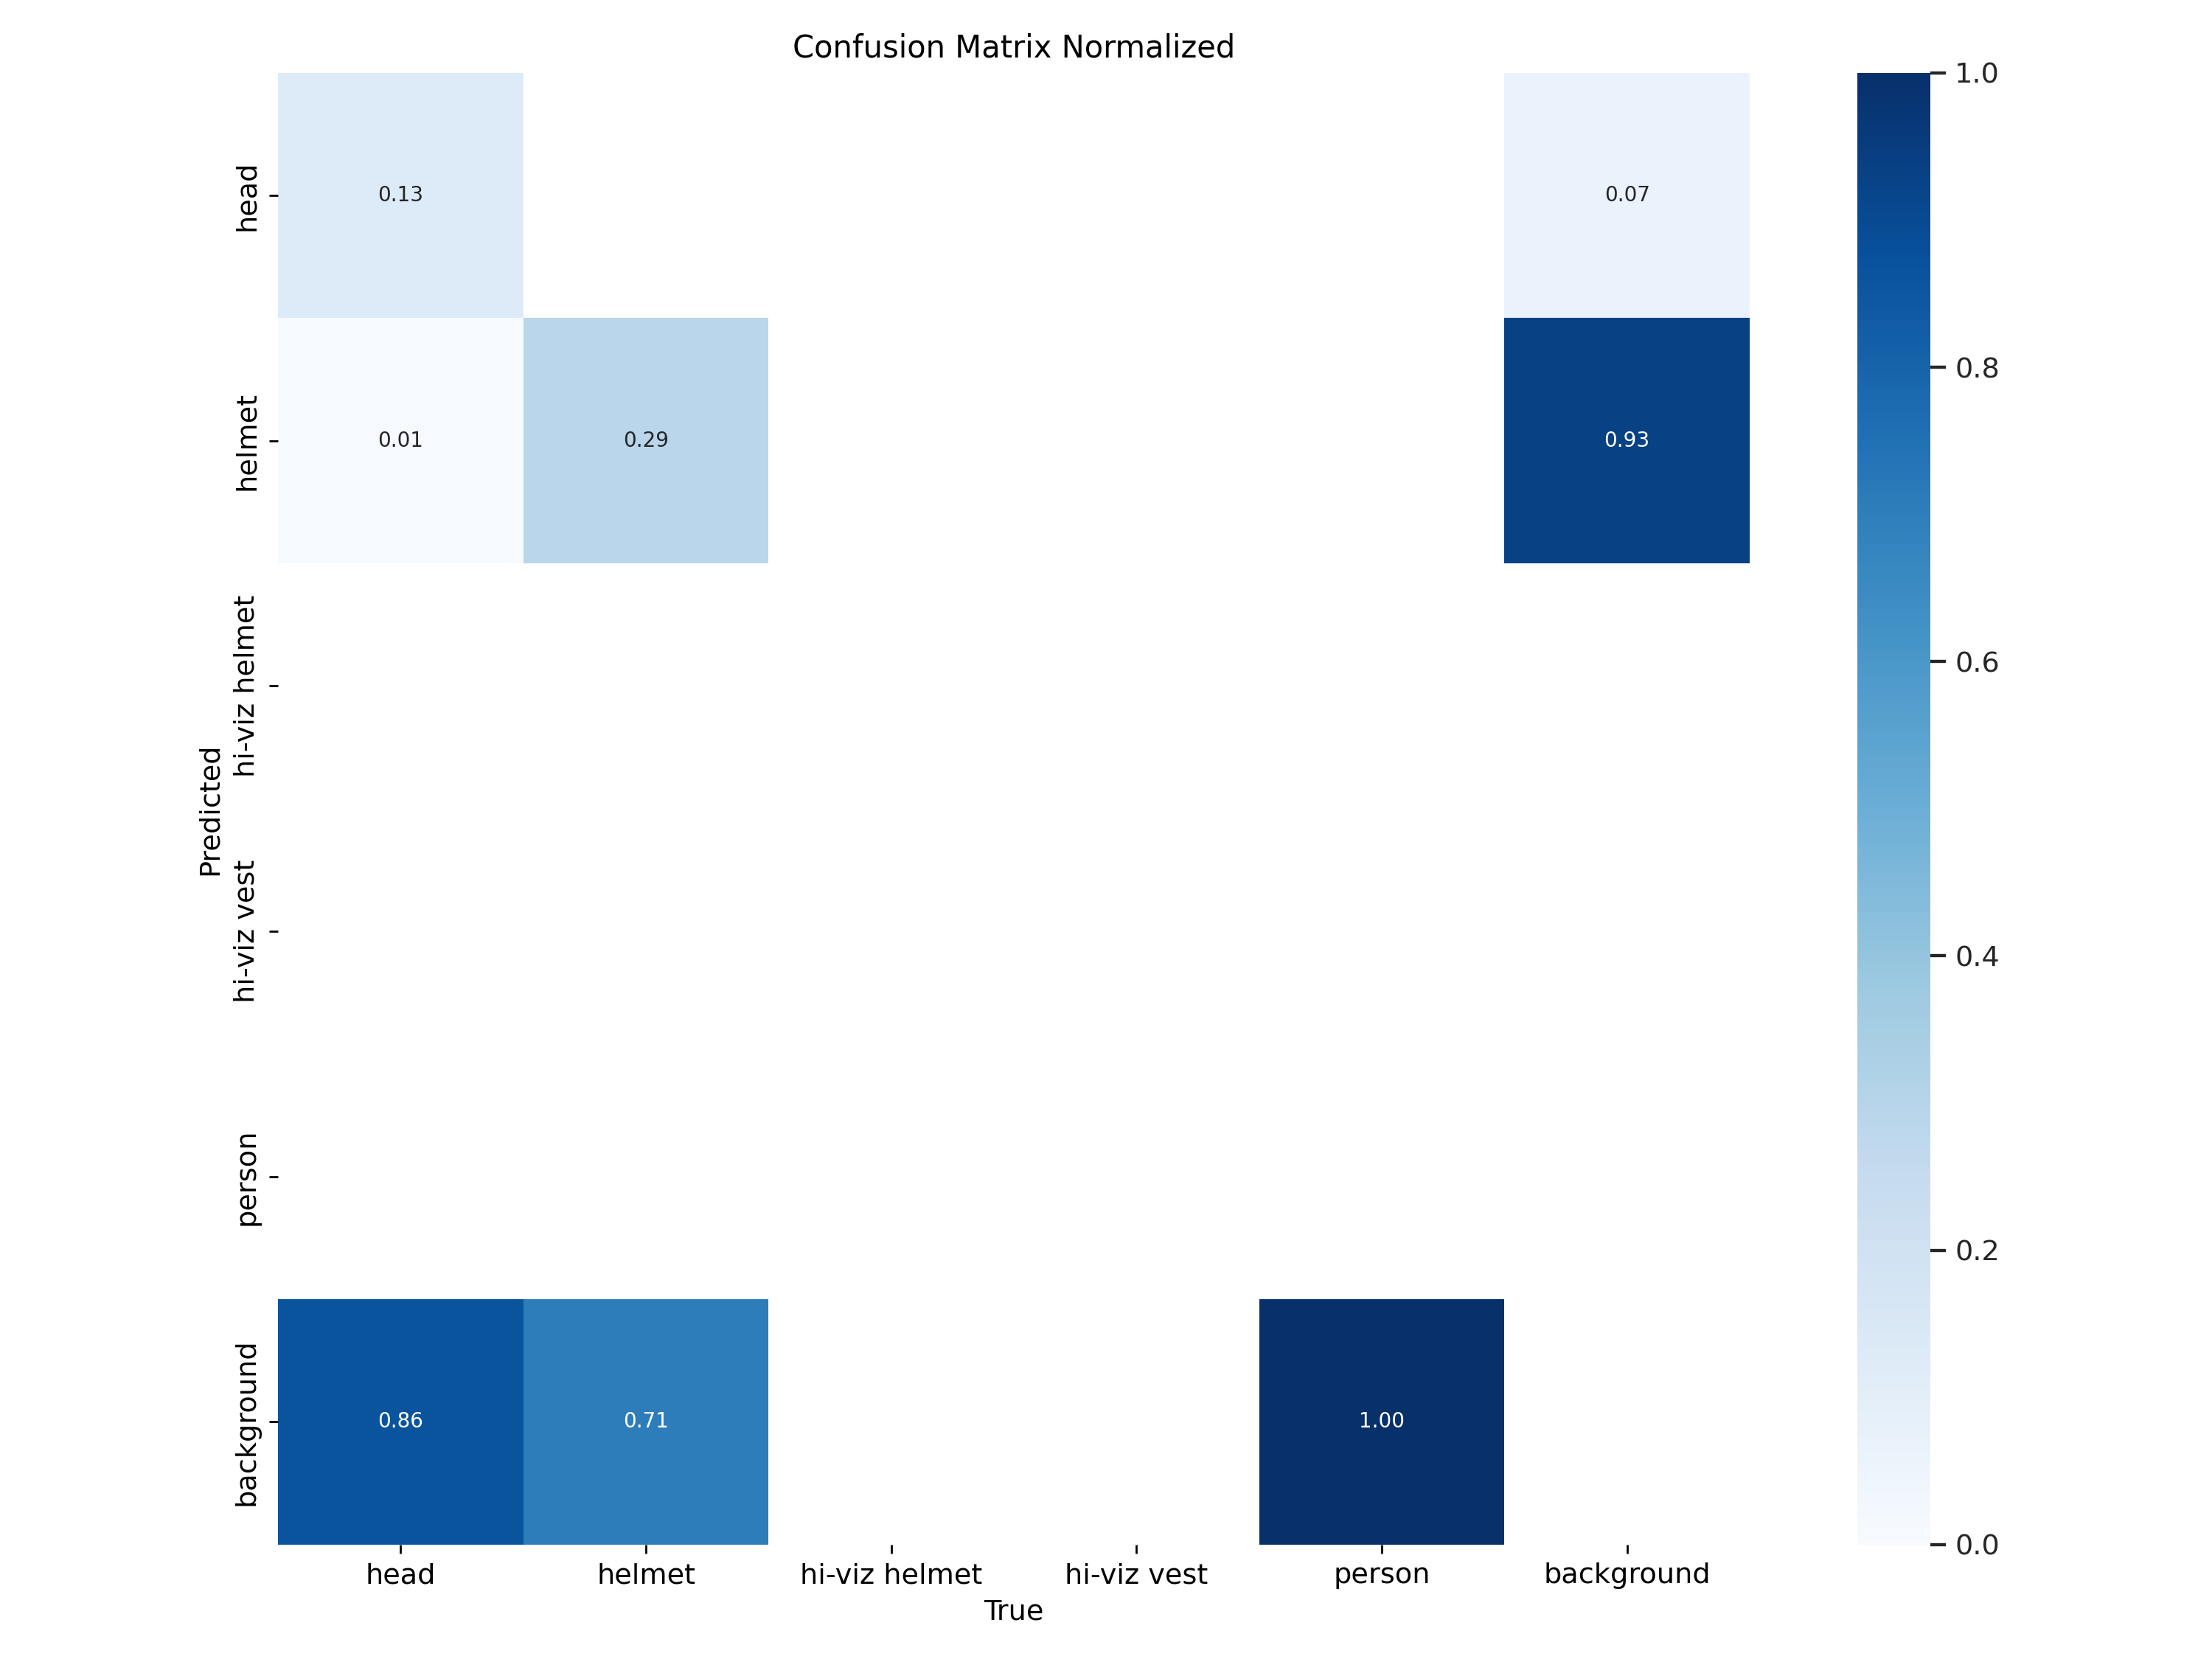 Confusion Matrix Normalized
Predicted
head
0.13
0.07
helmet
0.01
0.29
0.93
hi-viz helmet
hi-viz vest
person
background
0.86
0.71
1.00
head
helmet
hi-viz helmet
hi-viz vest
person
background
True
1.0
0.8
0.6
0.4
0.2
0.0